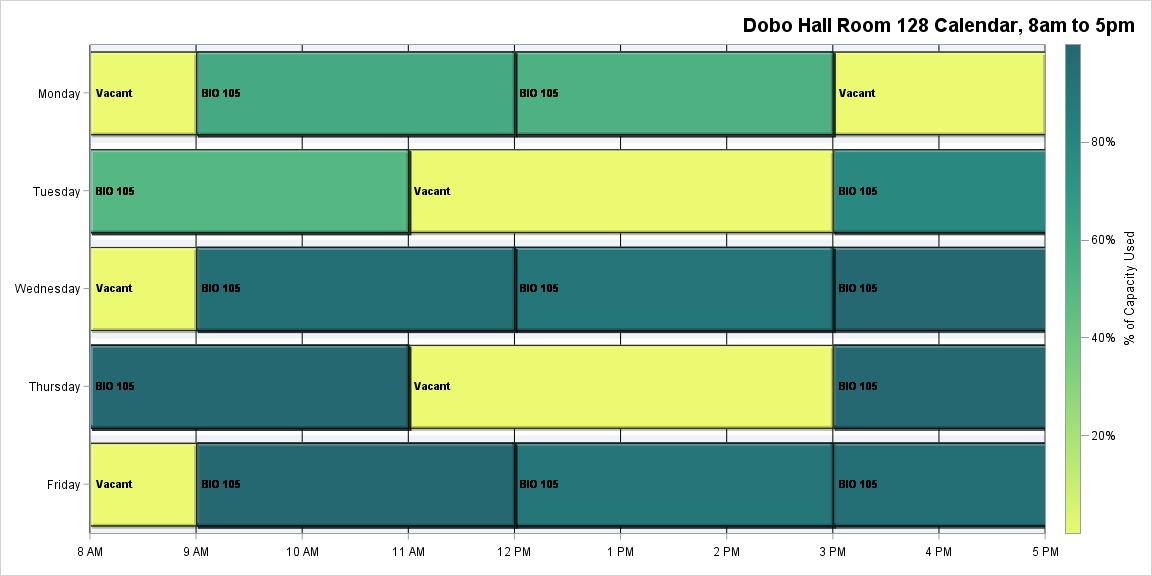 Dobo Hall Room 128 Calendar, 8am to 5pm
Monday
Vacant
BIO 105
BIO 105
Vacant
Tuesday
BIO 105
Vacant
BIO 105
Wednesday
Vacant
BIO 105
BIO 105
BIO 105
Thursday
BIO 105
Vacant
BIO 105
Friday
Vacant
BIO 105
BIO 105
BIO 105
8 AM
9 AM
10 AM
11 AM
12 PM
1 PM
2 PM
3 PM
4 PM
5 PM
80%
60%
40%
20%
% of Capacity Used